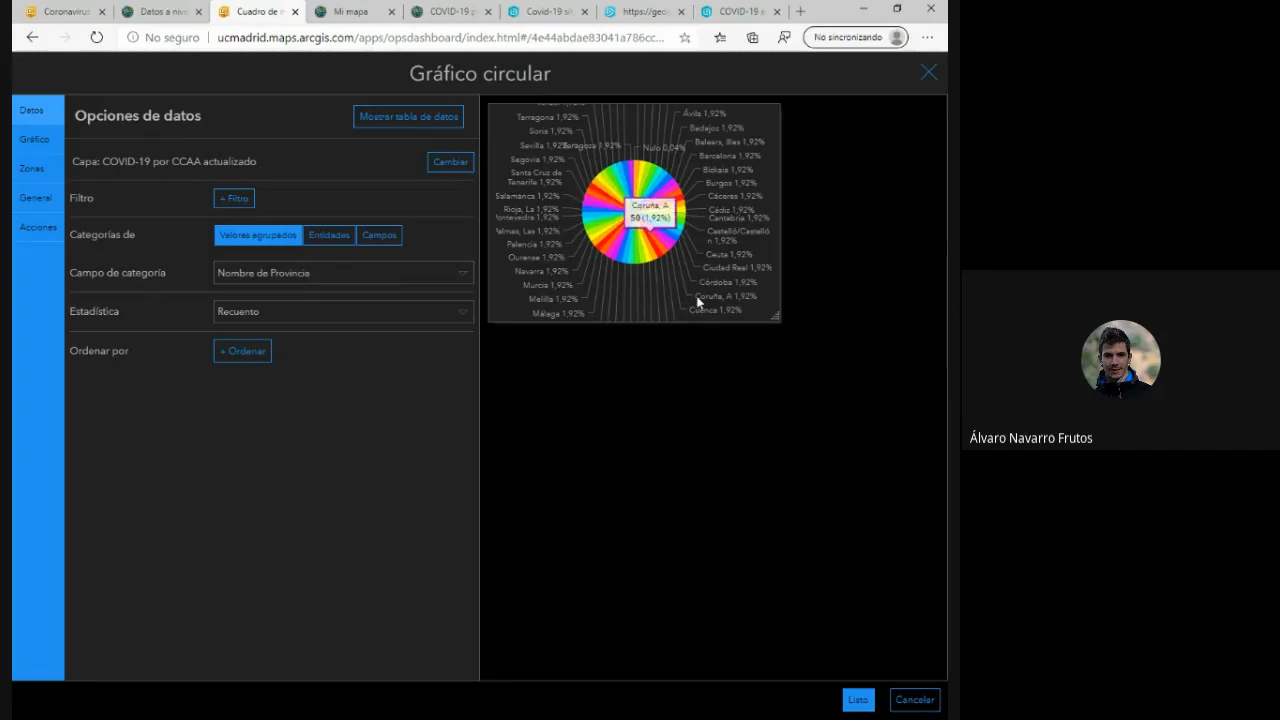 Coronavirus
Datos a nive
Cuadro de m
Mi mapa
COVID-19 p
Covid-19 sit
https://geog
COVID-19 e
No seguro
ucmadrid.maps.arcgis.com/apps/opsdashboard/index.html#/4e44abdae83041a786cc...
No sincronizando
Gráfico circular
Datos
Gráfico
Zonas
General
Acciones
Opciones de datos
Mostrar tabla de datos
Capa: COVID-19 por CCAA actualizado
Cambiar
Filtro
+ Filtro
Categorías de
Valores agrupados
Entidades
Campos
Campo de categoría
Nombre de Provincia
Estadística
Recuento
Ordenar por
+ Ordenar
Tarragona 1,92%
Soria 1,92%
Sevilla 1,92%
Zaragoza 1,92%
Segovia 1,92%
Santa Cruz de
Tenerife 1,92%
Salamanca 1,92%
Rioja, La 1,92%
Pontevedra 1,92%
Palmas, Las 1,92%
Palencia 1,92%
Ourense 1,92%
Navarra 1,92%
Murcia 1,92%
Melilla 1,92%
Málaga 1,92%
Nulo 0,04%
Ávila 1,92%
Badajoz 1,92%
Balears, Illes 1,92%
Barcelona 1,92%
Bizkaia 1,92%
Burgos 1,92%
Cáceres 1,92%
Cádiz 1,92%
Cantabria 1,92%
Castelló/Castelló
n 1,92%
Ceuta 1,92%
Ciudad Real 1,92%
Córdoba 1,92%
Coruña, A 1,92%
Cuenca 1,92%
Coruña, A
50 (1,92%)
Listo
Cancelar
Álvaro Navarro Frutos